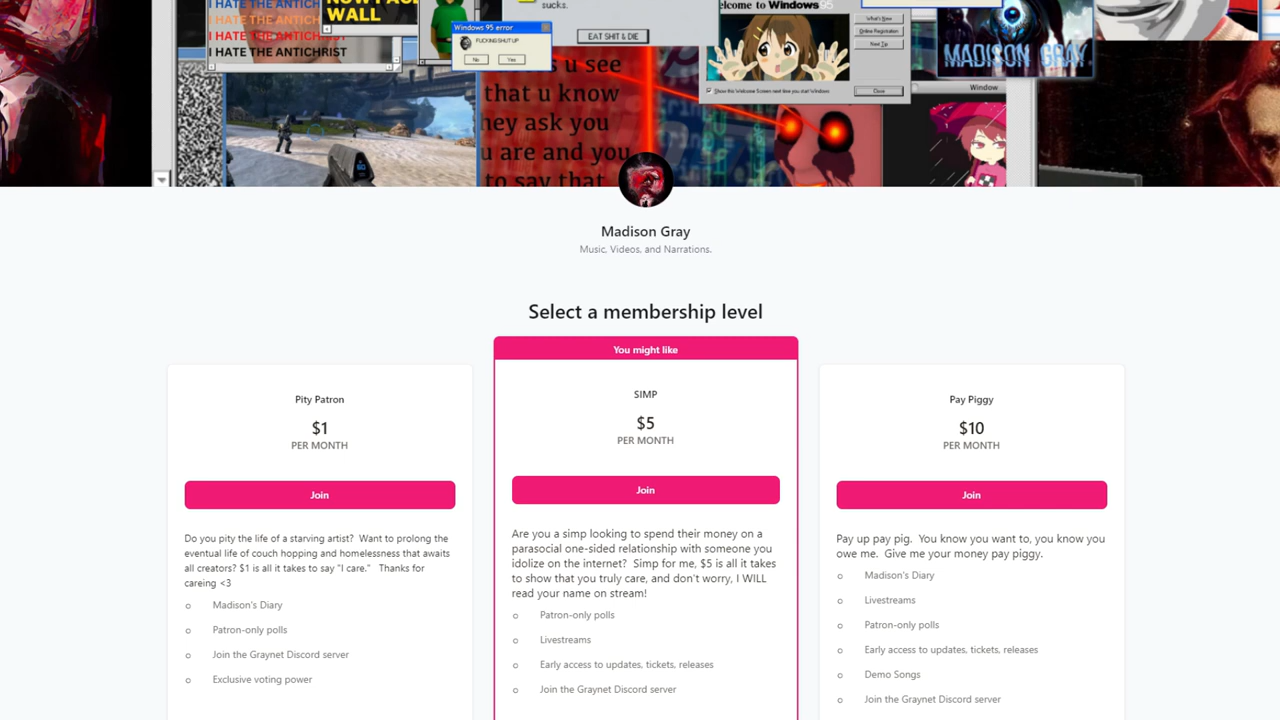 I HATE THE ANTICHRIST
I HATE THE ANTICHRIST
I HATE THE ANTICHRIST
I HATE THE ANTICHRIST
WALL
Windows 95 error
FUCKING SHUT UP
No
Yes
sucks.
EAT SHIT & DIE
elcome to Windows 95
What's New
Online Registration
Next Tip
Show this Welcome Screen next time you start Windows
Close
MADISON GRAY.
Window
s u see
that u know
hey ask you
u are and you
to say that
Madison Gray
Music, Videos, and Narrations.
Select a membership level
Pity Patron
$1
PER MONTH
Join
Do you pity the life of a starving artist? Want to prolong the
eventual life of couch hopping and homelessness that awaits
all creators? $1 is all it takes to say "I care." Thanks for
careing <3
Madison's Diary
Patron-only polls
Join the Graynet Discord server
Exclusive voting power
You might like
SIMP
$5
PER MONTH
Join
Are you a simp looking to spend their money on a
parasocial one-sided relationship with someone you
idolize on the internet? Simp for me, $5 is all it takes
to show that you truly care, and don't worry, I WILL
read your name on stream!
Patron-only polls
Livestreams
Early access to updates, tickets, releases
Join the Graynet Discord server
Pay Piggy
$10
PER MONTH
Join
Pay up pay pig. You know you want to, you know you
owe me. Give me your money pay piggy.
Madison's Diary
Livestreams
Patron-only polls
Early access to updates, tickets, releases
Demo Songs
Join the Graynet Discord server